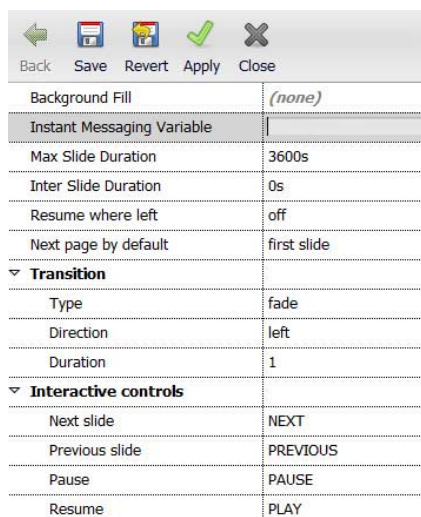 Back Save Revert Apply Close
Background Fill (none)
Instant Messaging Variable
Max Slide Duration 3600s
Inter Slide Duration 0s
Resume where left off
Next page by default first slide
Transition
Type fade
Direction left
Duration 1
Interactive controls
Next slide NEXT
Previous slide PREVIOUS
Pause PAUSE
Resume PLAY